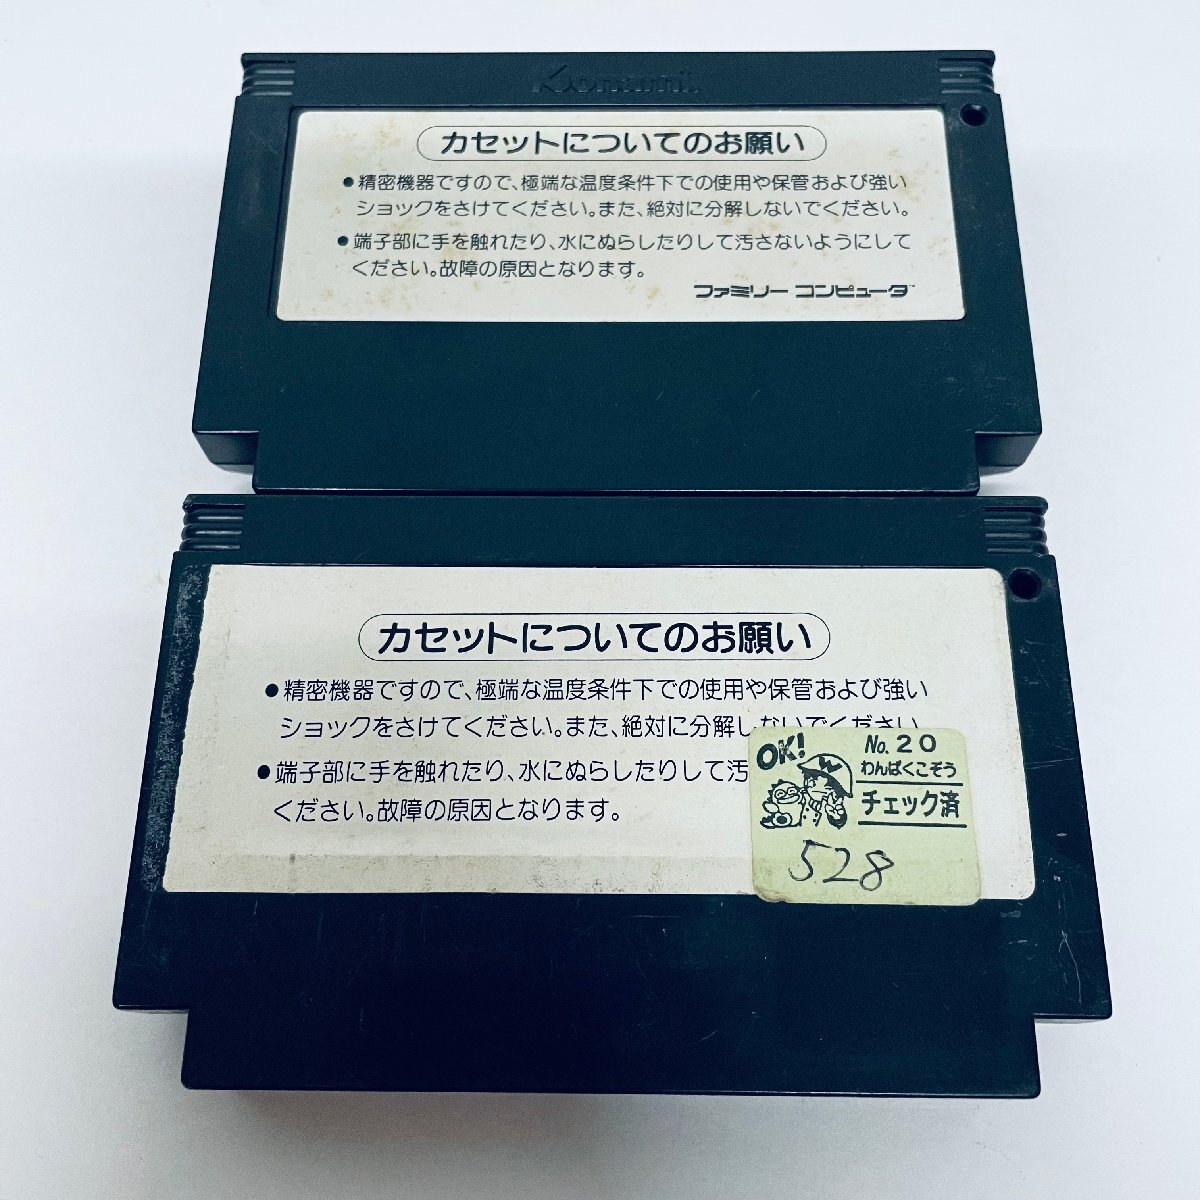 Konami
カセットについてのお願い
●精密機器ですので、極端な温度条件下での使用や保管および強い
ショックをさけてください。また、絶対に分解しないでください。
●端子部に手を触れたり、水にぬらしたりして汚さないようにして
ください。故障の原因となります。
ファミリー コンピュータ™
カセットについてのお願い
●精密機器ですので、極端な温度条件下での使用や保管および強い
ショックをさけてください。また、絶対に分解しないでください
●端子部に手を触れたり、水にぬらしたりして汚
ください。故障の原因となります。
OK!
W
No. 20
わんぱくこぞう
チェック済
528